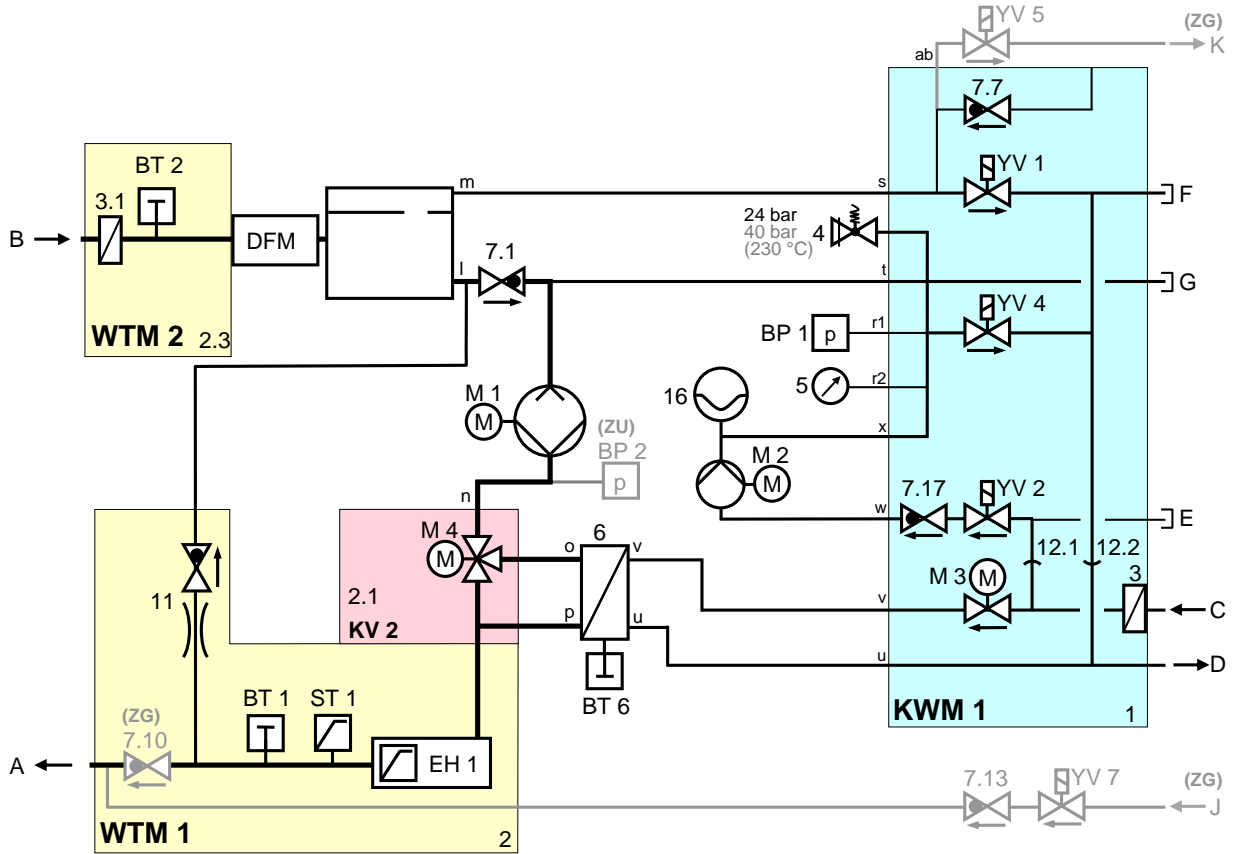 YV 5
(ZG)
K
ab
7.7
BT 2
3.1
m
s
YV 1
F
B
DFM
24 bar
40 bar
(230 °C)
4
7.1
l
t
G
WTM 2
2.3
YV 4
BP 1
p
r1
M 1
M
16
5
r2
(ZU)
BP 2
p
x
M 2
M
n
7.17
YV 2
w
E
M 4
M
o
6
v
12.1
12.2
M 3
M
3
11
2.1
KV 2
p
u
v
C
u
D
BT 6
BT 1
ST 1
KWM 1
1
(ZG)
7.10
A
EH 1
7.13
YV 7
(ZG)
J
WTM 1
2